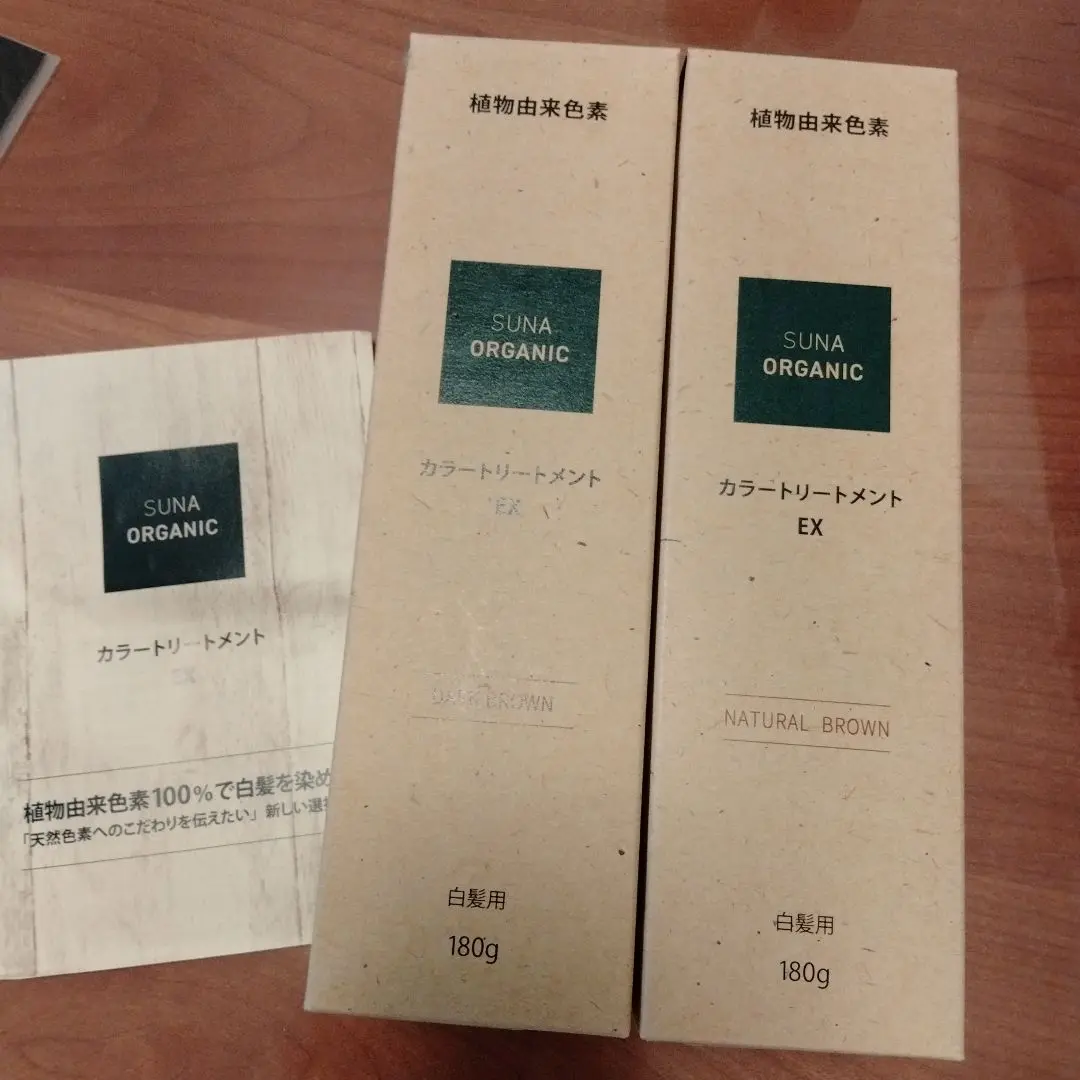 植物由来色素
SUNA
ORGANIC
カラートリートメント
EX
DARK BROWN
白髪用
180g
植物由来色素
SUNA
ORGANIC
カラートリートメント
EX
NATURAL BROWN
白髪用
180g
SUNA
ORGANIC
カラートリートメント
EX
植物由来色素100%で白髪を染め
「天然色素へのこだわりを伝えたい」新しい選